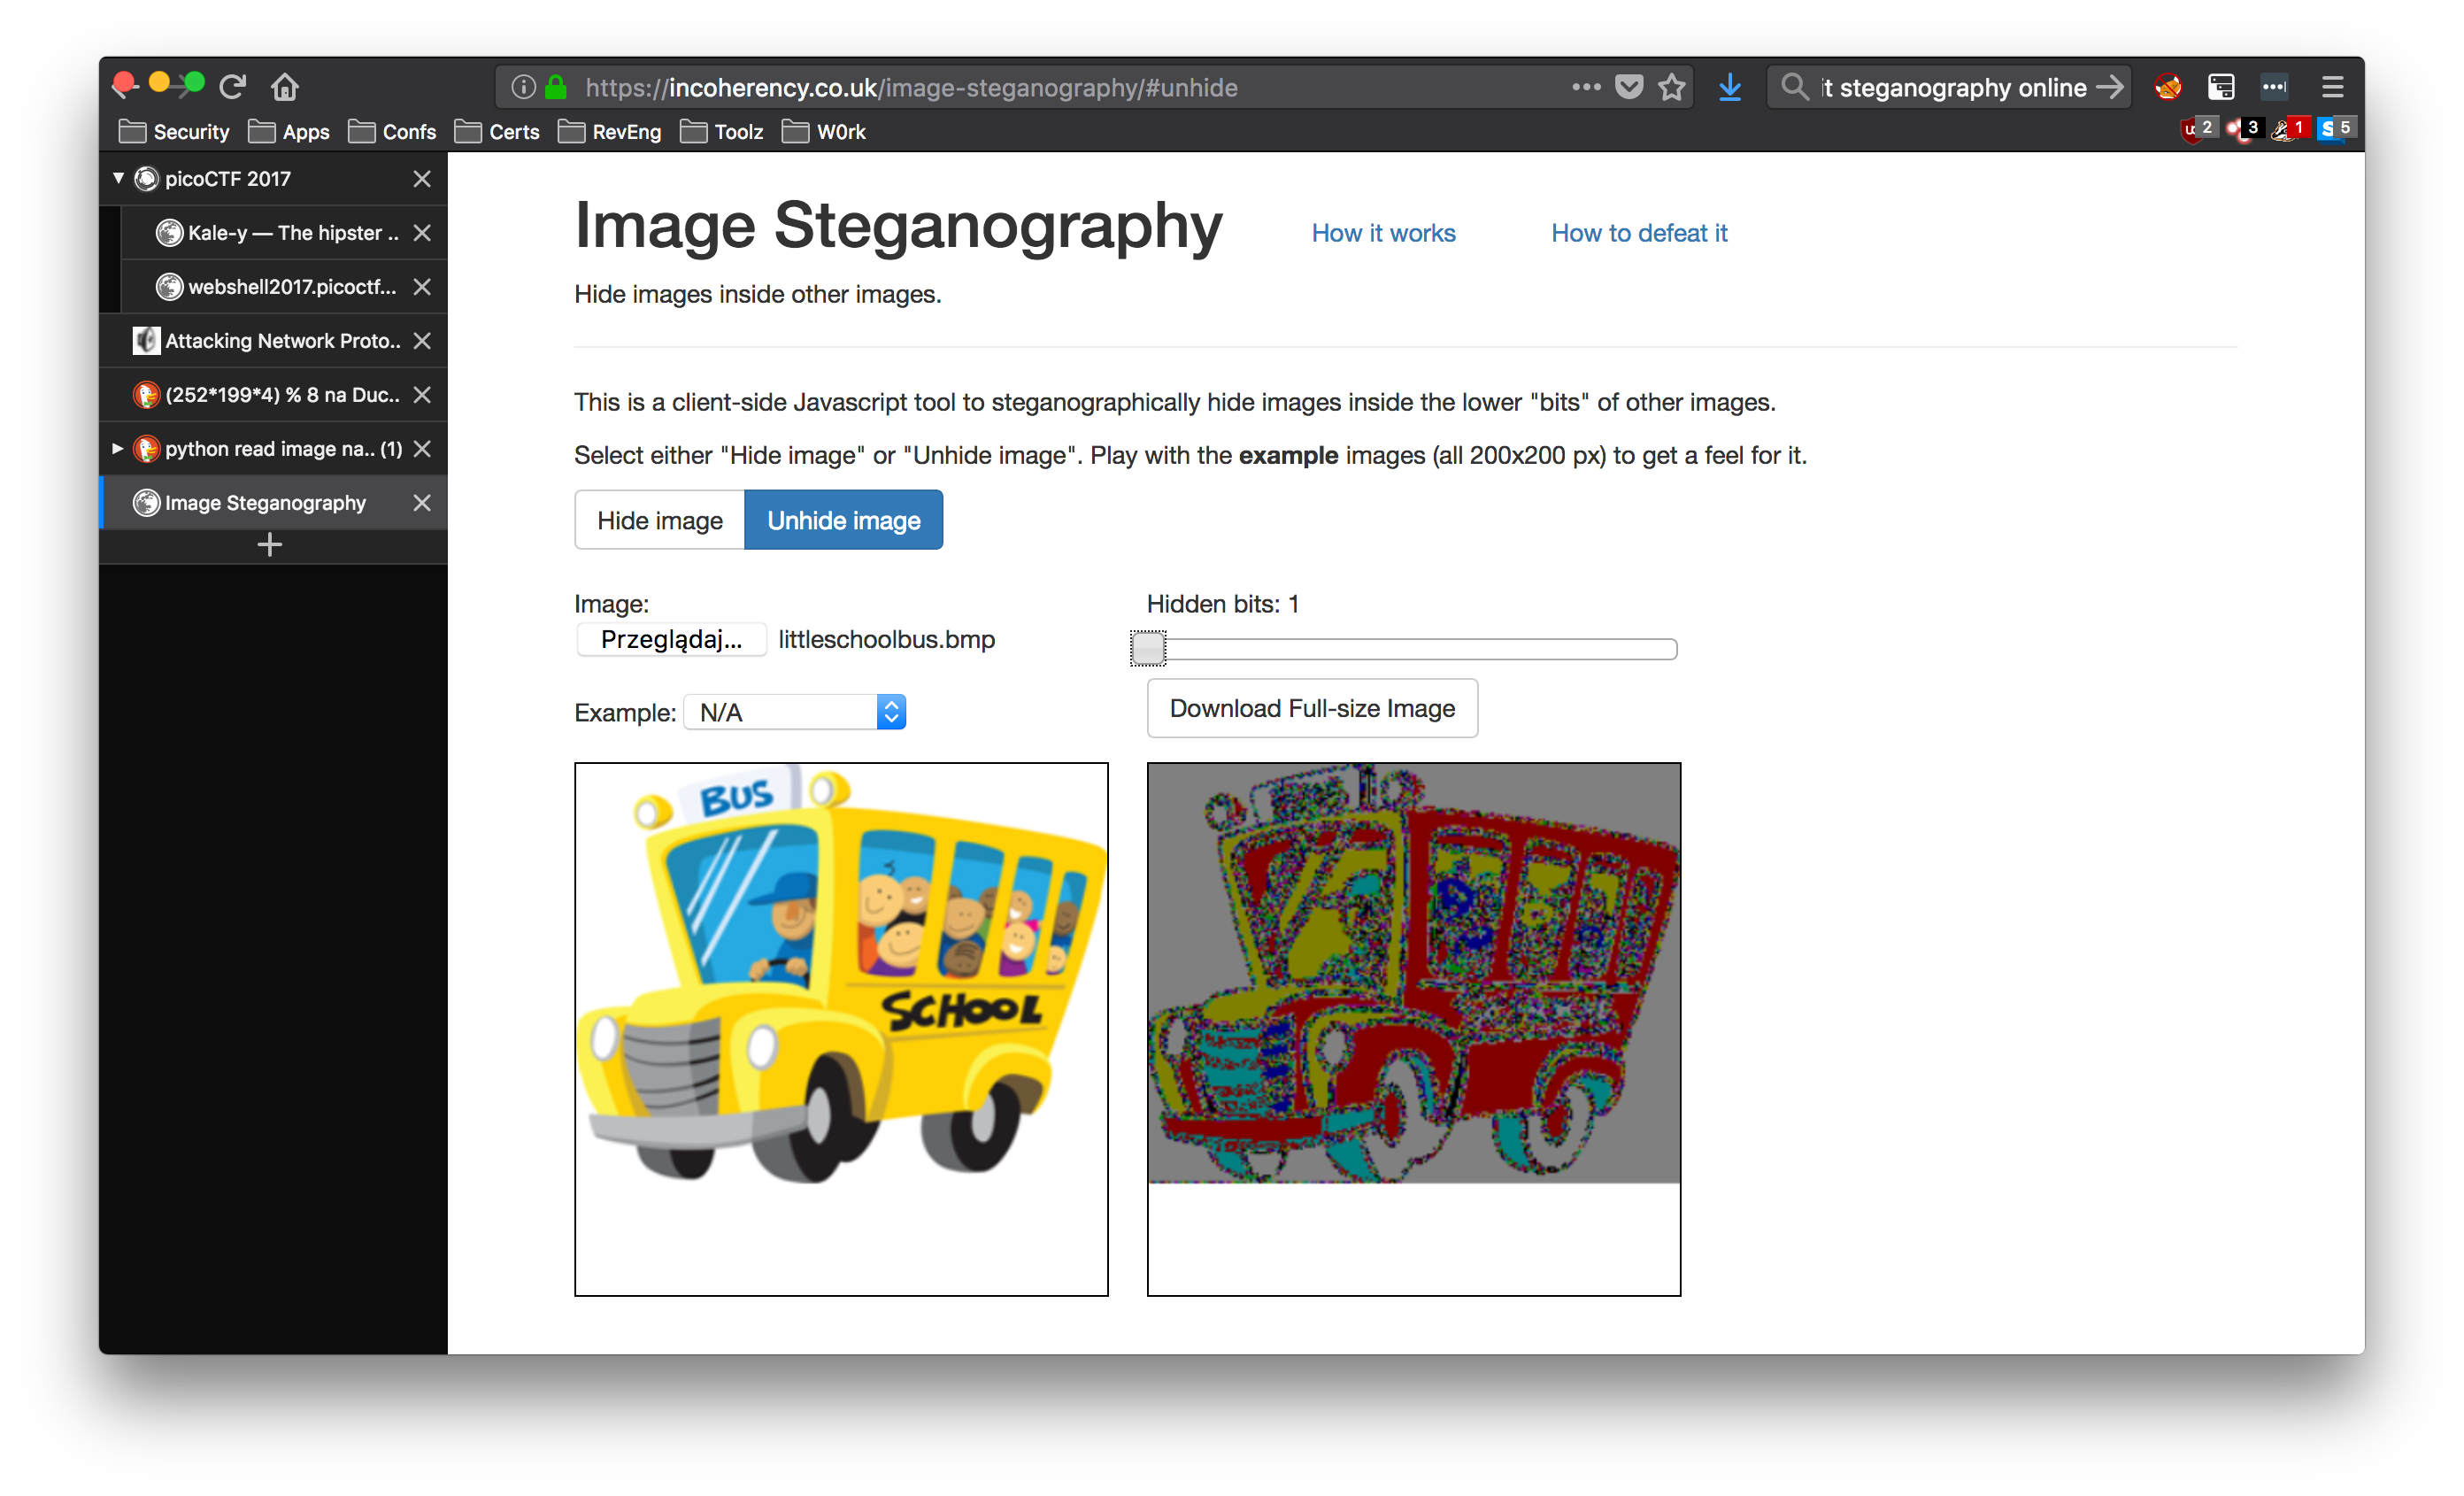 https://incoherency.co.uk/image-steganography/#unhide
it steganography online
Security Apps Confs Certs RevEng Toolz W0rk
2 3 1 5
picoCTF 2017
Kale-y — The hipster ..
webshell2017.picoctf...
Attacking Network Proto..
(252*199*4) % 8 na Duc..
python read image na.. (1)
Image Steganography
Image Steganography How it works How to defeat it
Hide images inside other images.
This is a client-side Javascript tool to steganographically hide images inside the lower "bits" of other images.
Select either "Hide image" or "Unhide image". Play with the example images (all 200x200 px) to get a feel for it.
Hide image Unhide image
Image: Hidden bits: 1
Przeglądaj... littleschoolbus.bmp
Example: N/A Download Full-size Image
BUS
SCHOOL